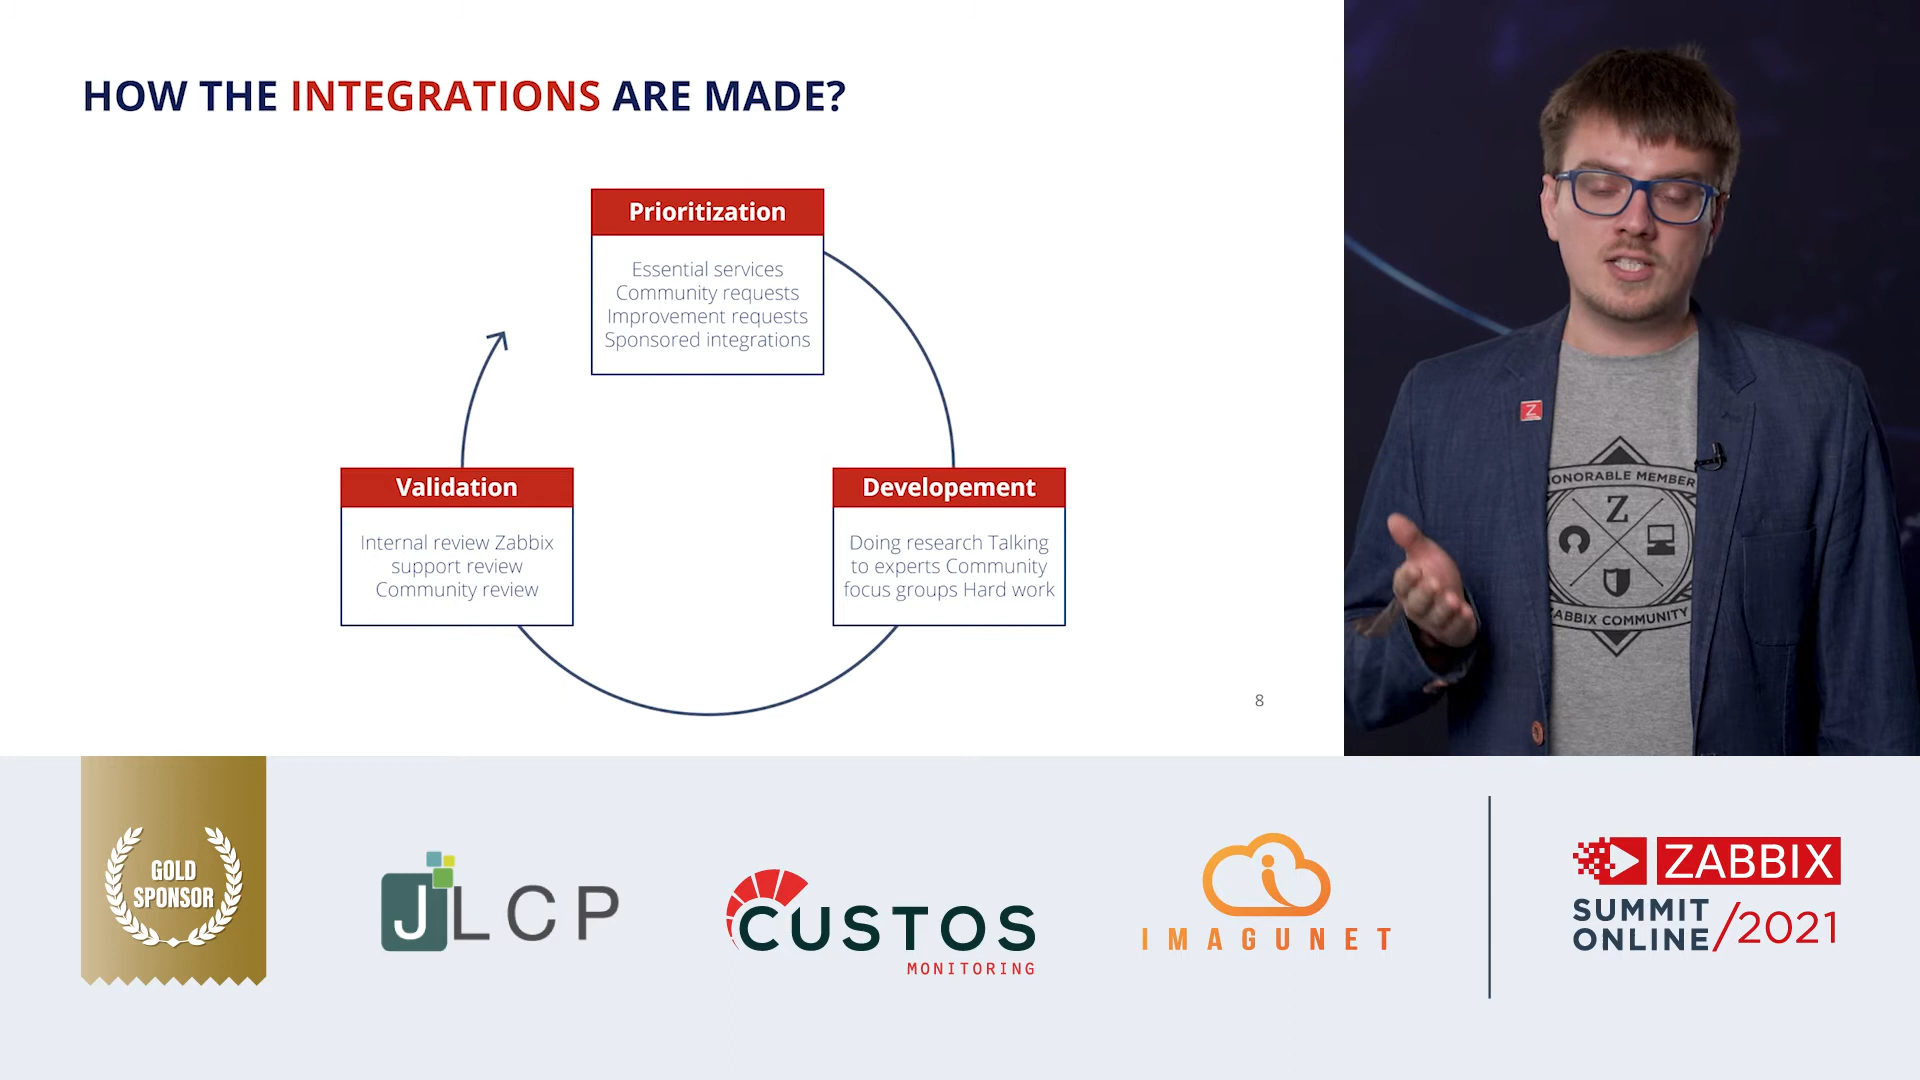 HOW THE INTEGRATIONS ARE MADE?
Prioritization
Essential services
Community requests
Improvement requests
Sponsored integrations
Validation
Internal review Zabbix
support review
Community review
Developement
Doing research Talking
to experts Community
focus groups Hard work
8
Z
ONORABLE MEMBER
Z
ABBIX COMMUNITY
GOLD
SPONSOR
JLCP
CUSTOS
MONITORING
IMAGUNET
ZABBIX
SUMMIT
ONLINE/2021